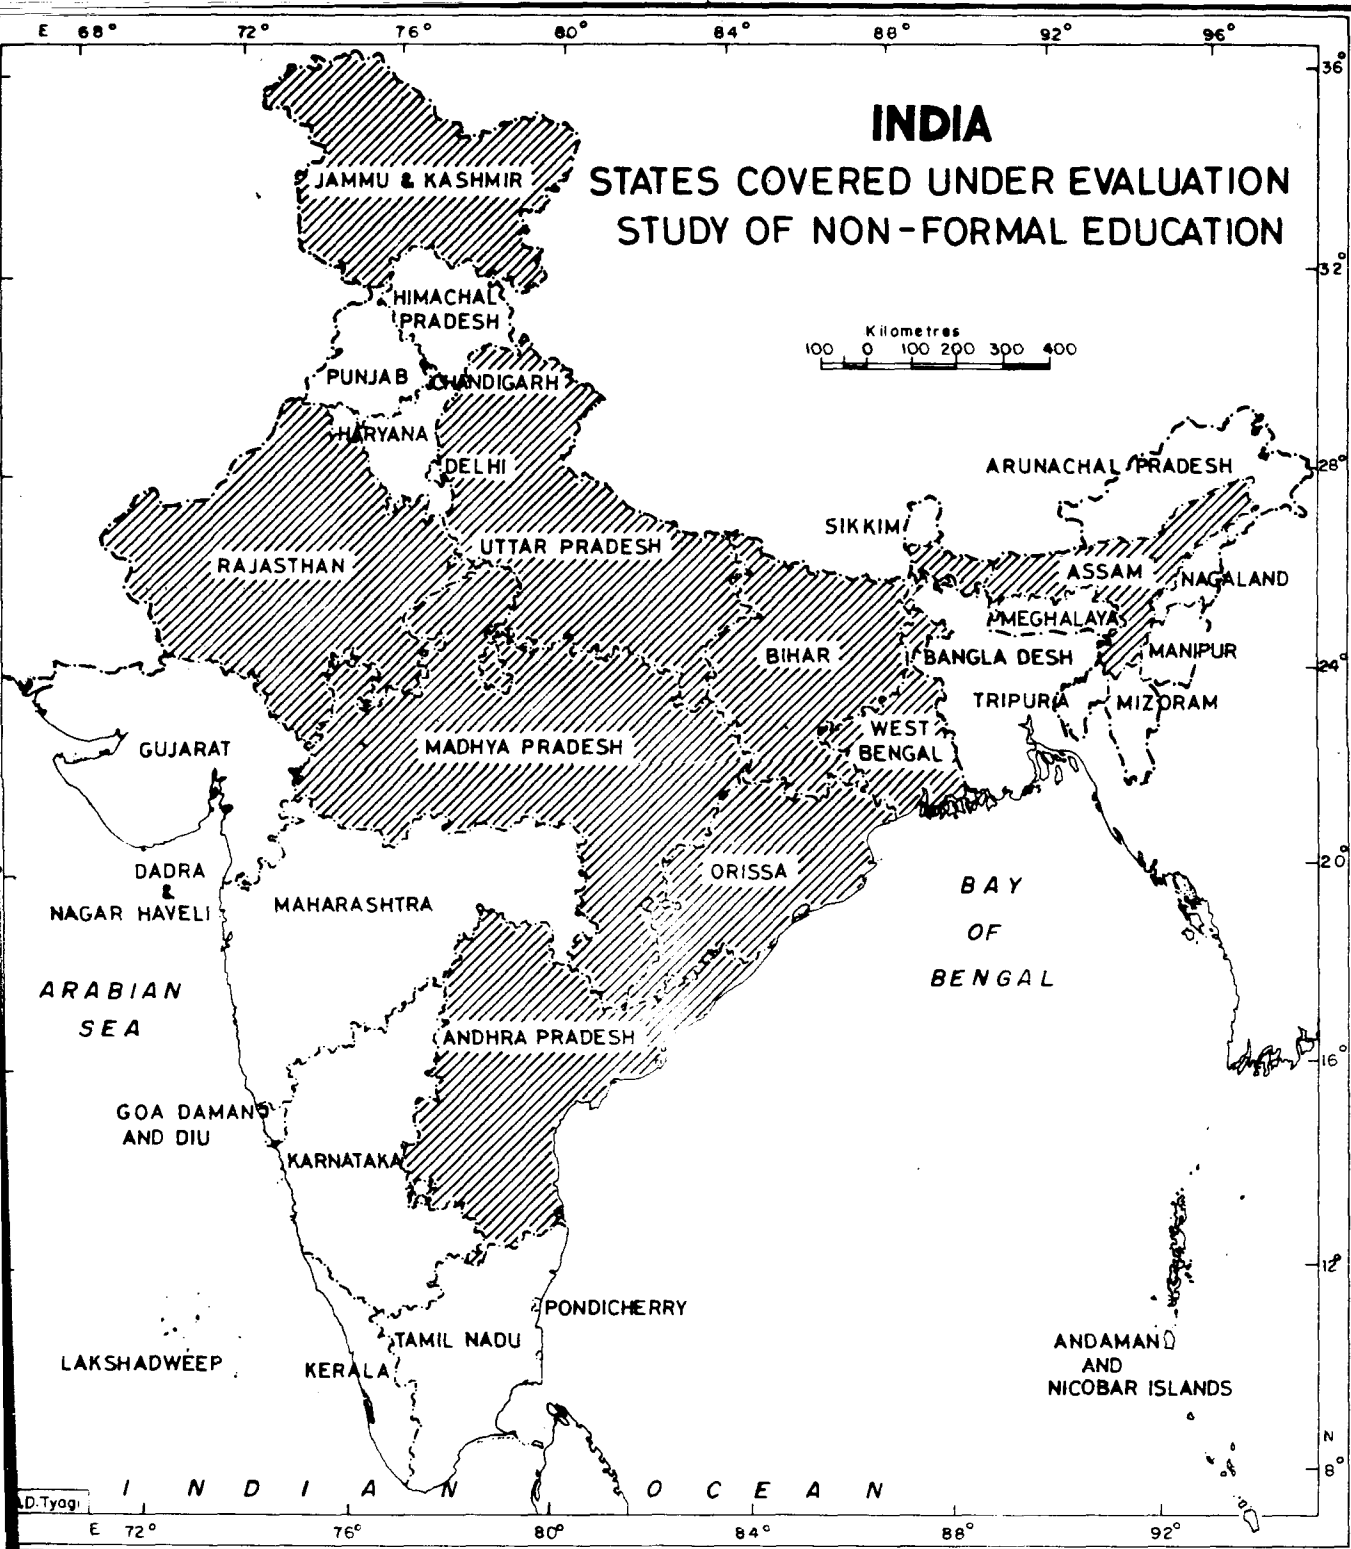 E 68° 72° 76° 80 84° 88° 92° 96°
36°
INDIA
STATES COVERED UNDER EVALUATION
STUDY OF NON-FORMAL EDUCATION
JAMMU & KASHMIR
32°
HIMACHAL
PRADESH
Kilometres
100 0 100 200 300 400
PUNJAB
CHANDIGARH
HARYANA
DELHI
ARUNACHAL PRADESH
28°
SIKKIM
UTTAR PRADESH
RAJASTHAN
ASSAM
NAGALAND
MEGHALAYA
BIHAR
BANGLA DESH
MANIPUR
24°
TRIPURA
MIZORAM
WEST
BENGAL
GUJARAT
MADHYA PRADESH
20°
DADRA
&
NAGAR HAVELI
ORISSA
MAHARASHTRA
BAY
OF
BENGAL
ARABIAN
SEA
ANDHRA PRADESH
16°
GOA DAMAN
AND DIU
KARNATAKA
12°
PONDICHERRY
TAMIL NADU
LAKSHADWEEP
KERALA
ANDAMAN
AND
NICOBAR ISLANDS
N
8°
INDIAN OCEAN
.D.Tyagi
E 72° 76° 80° 84° 88° 92°